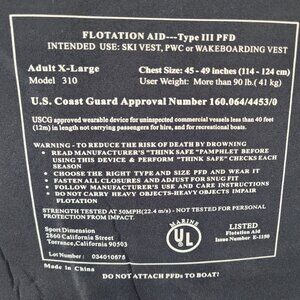 FLOTATION AID---Type III PFD
INTENDED USE: SKI VEST, PWC or WAKEBOARDING VEST
Adult X-Large
Model 310
Chest Size: 45 - 49 inches (114 - 124 cm)
User Weight: More than 90 lb.( 41 kg)
U.S. Coast Guard Approval Number 160.064/4453/0
USCG approved wearable device for uninspected commercial vessels less than 40 feet
(12m) in length not carrying passengers for hire, and for recreational boats.
WARNING - TO REDUCE THE RISK OF DEATH BY DROWNING
- READ MANUFACTURER'S "THINK SAFE" PAMPHLET BEFORE
USING THIS DEVICE & PERFORM "THINK SAFE" CHECKS EACH
SEASON
- CHOOSE THE RIGHT TYPE AND SIZE PFD AND WEAR IT
- FASTEN ALL CLOSURES AND ADJUST FOR SNUG FIT
- FOLLOW MANUFACTURER'S USE AND CARE INSTRUCTIONS
- DO NOT CARRY HEAVY OBJECTS-HEAVY OBJECTS IMPAIR
FLOTATION
STRENGTH TESTED AT 50MPH(22.4 m/s) - NOT TESTED FOR PERSONAL
PROTECTION FROM IMPACT.
Sport Dimension
2860 California Street
Torrance, California 90503
Lot Number : 034010575
Made in China
MARINE
UL
LISTED
Flotation Aid
Issue # E-1150
DO NOT ATTACH PFDs TO BOAT!